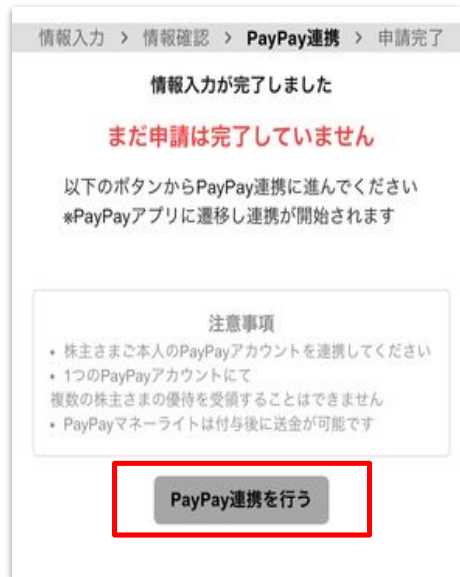 情報入力 > 情報確認 > PayPay連携 > 申請完了
情報入力が完了しました
まだ申請は完了していません
以下のボタンからPayPay連携に進んでください
※PayPayアプリに遷移し連携が開始されます
注意事項
• 株主さまご本人のPayPayアカウントを連携してください
• 1つのPayPayアカウントにて
複数の株主さまの優待を受領することはできません
• PayPayマネーライトは付与後に送金が可能です
PayPay連携を行う